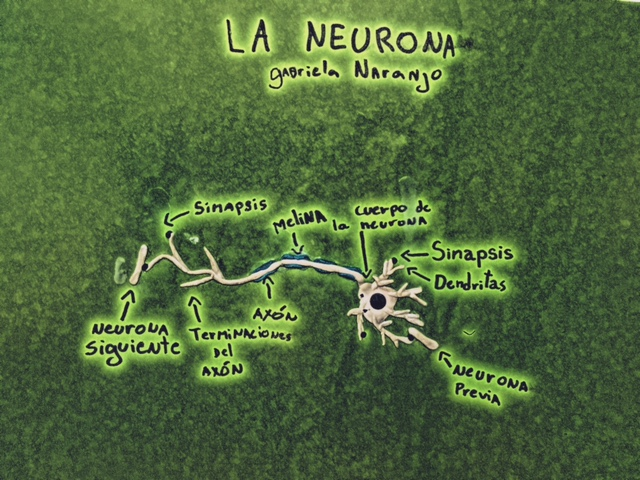 LA NEURONA
gabriela Naranjo
Sinapsis
Melina
cuerpo de
la neurona
Sinapsis
Dendritas
Axón
Neurona
Siguiente
Terminaciones
del
axón
Neurona
Previa